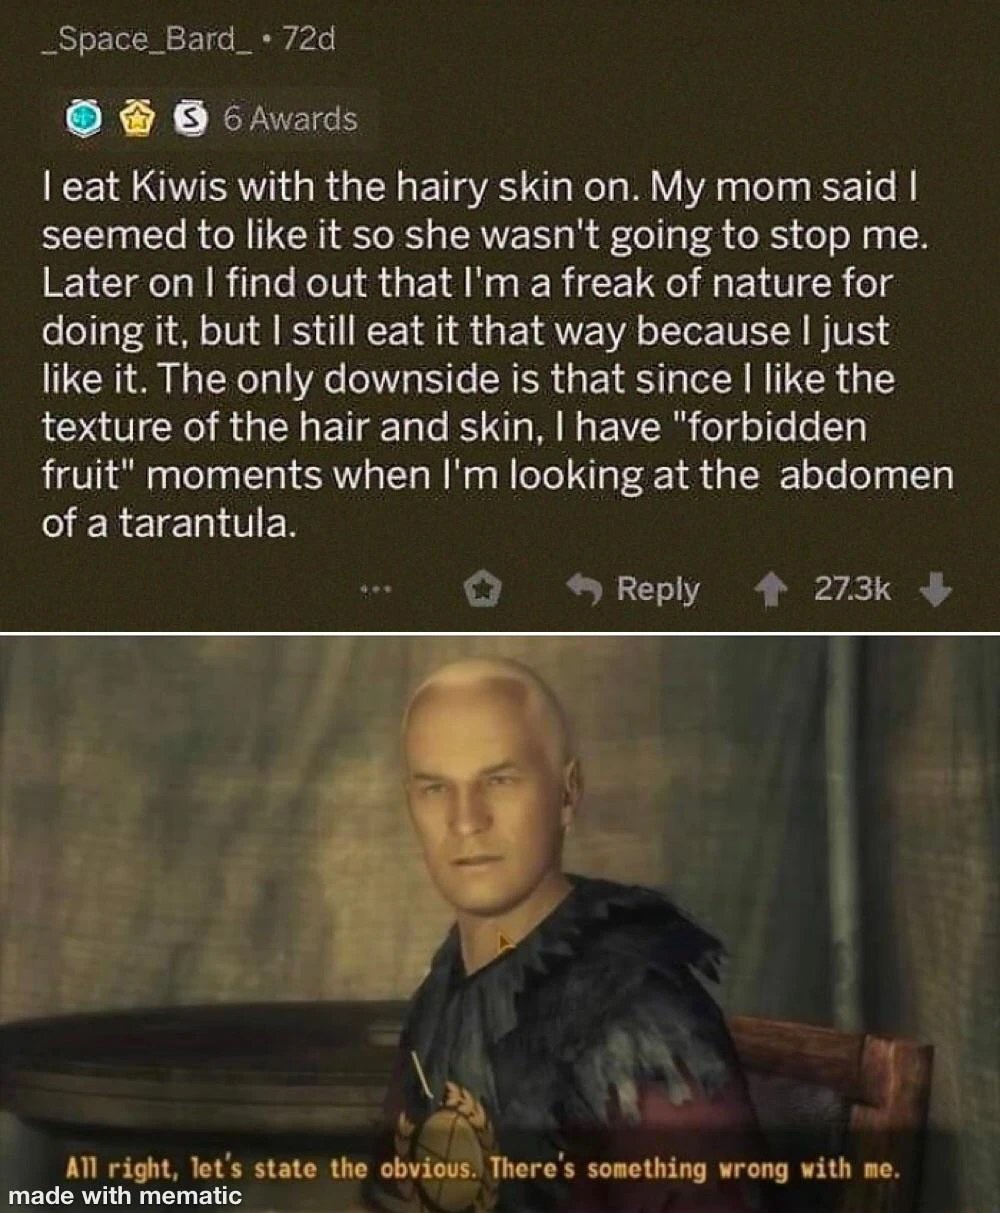 _Space_Bard_ • 72d
S 6 Awards
I eat Kiwis with the hairy skin on. My mom said I
seemed to like it so she wasn't going to stop me.
Later on I find out that I'm a freak of nature for
doing it, but I still eat it that way because I just
like it. The only downside is that since I like the
texture of the hair and skin, I have "forbidden
fruit" moments when I'm looking at the abdomen
of a tarantula.
... Reply 27.3k
All right, let's state the obvious. There's something wrong with me.
made with mematic